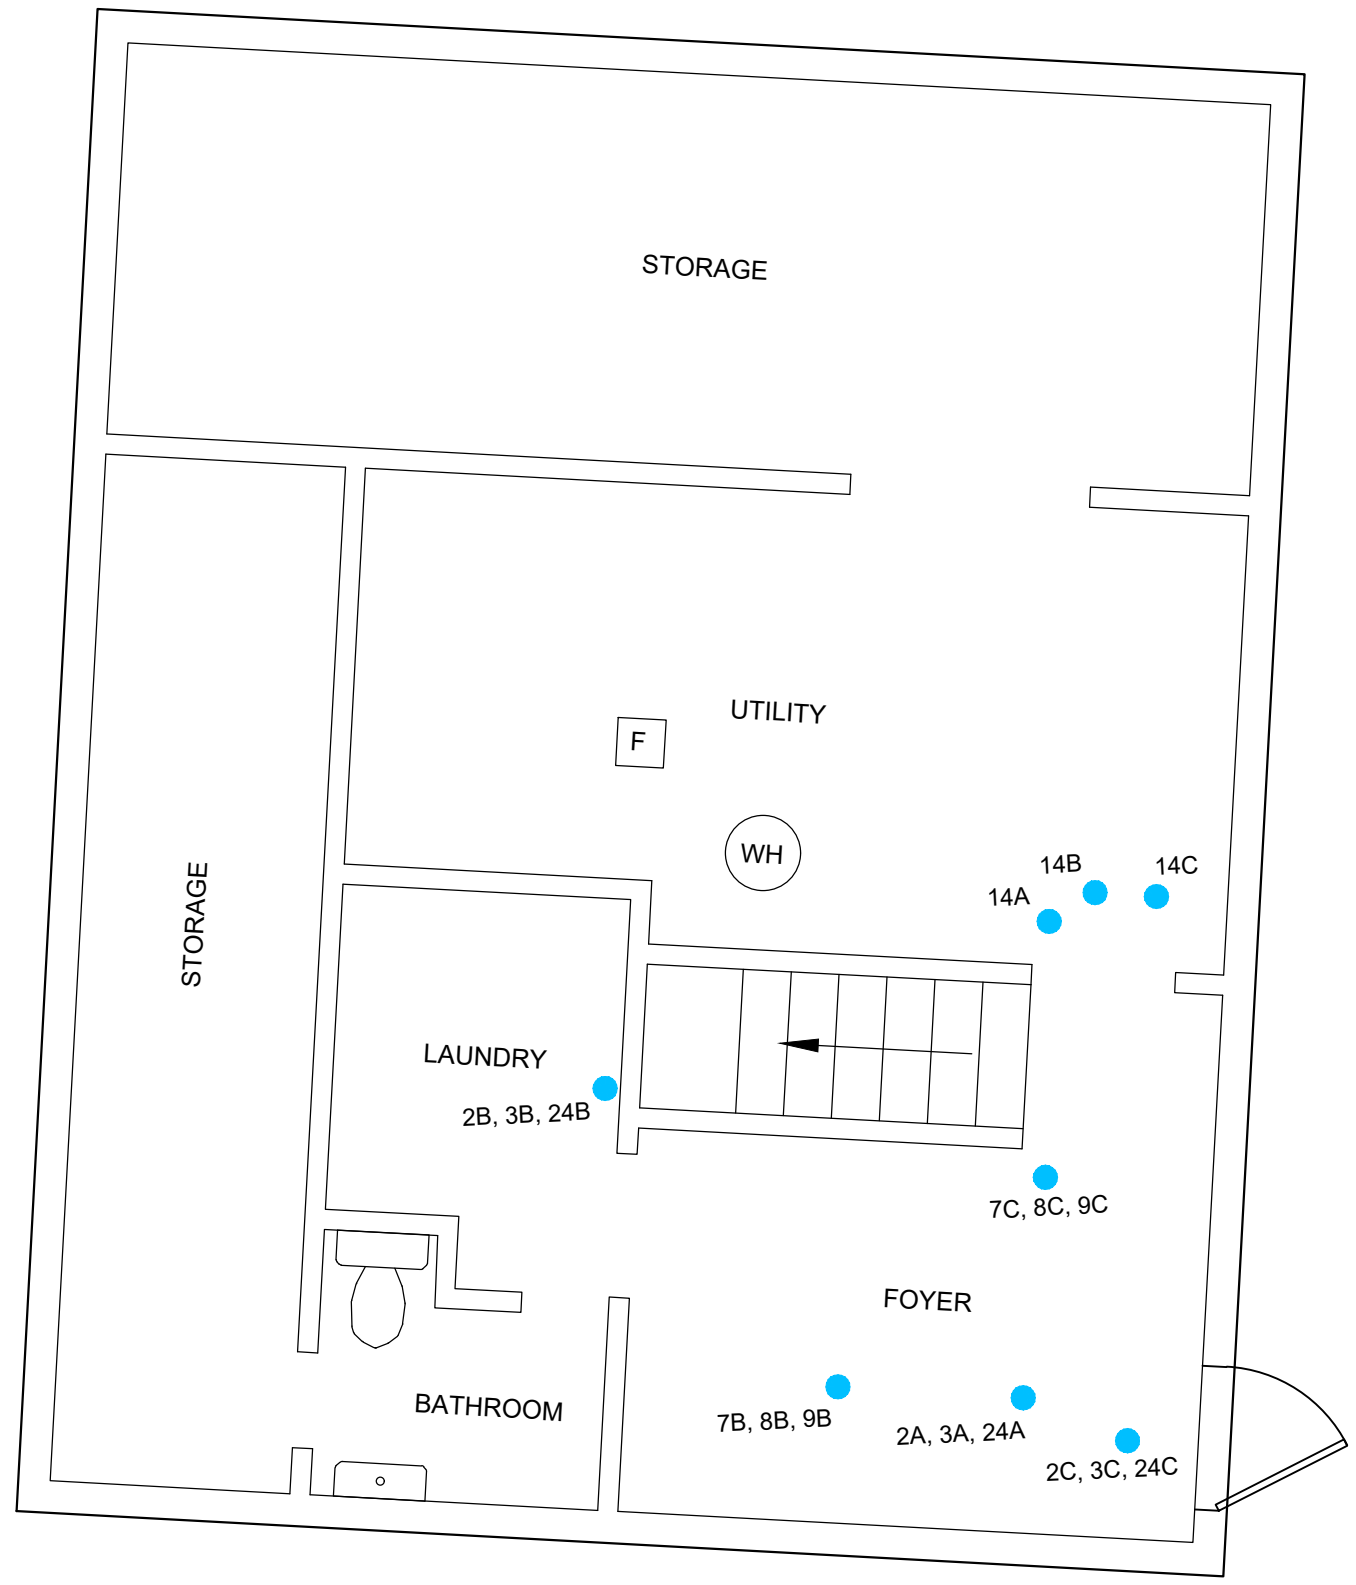 STORAGE
UTILITY
F
WH
14B
14C
14A
STORAGE
LAUNDRY
2B, 3B, 24B
7C, 8C, 9C
FOYER
BATHROOM
7B, 8B, 9B
2A, 3A, 24A
2C, 3C, 24C